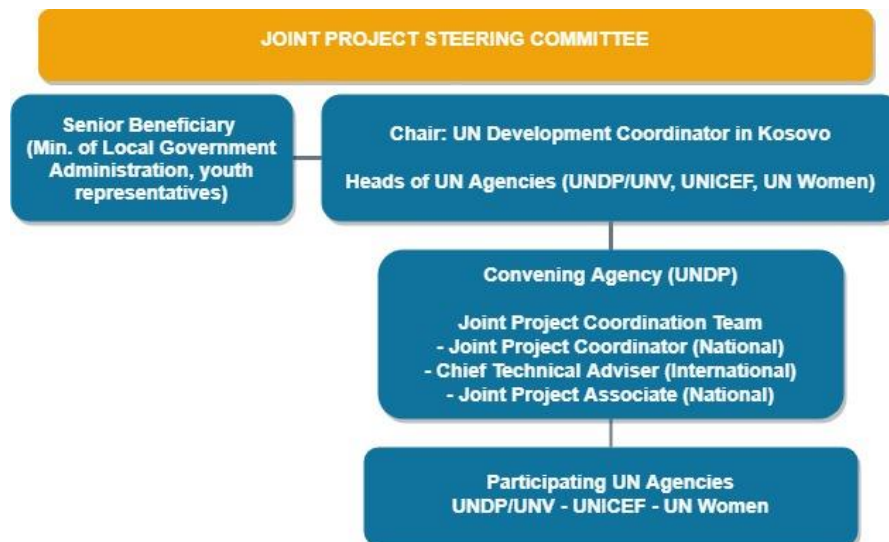 JOINT PROJECT STEERING COMMITTEE
Senior Beneficiary
(Min. of Local Government
Administration, youth
representatives)
Chair: UN Development Coordinator in Kosovo
Heads of UN Agencies (UNDP/UNV, UNICEF, UN Women)
Convening Agency (UNDP)
Joint Project Coordination Team
- Joint Project Coordinator (National)
- Chief Technical Adviser (International)
- Joint Project Associate (National)
Participating UN Agencies
UNDP/UNV - UNICEF - UN Women